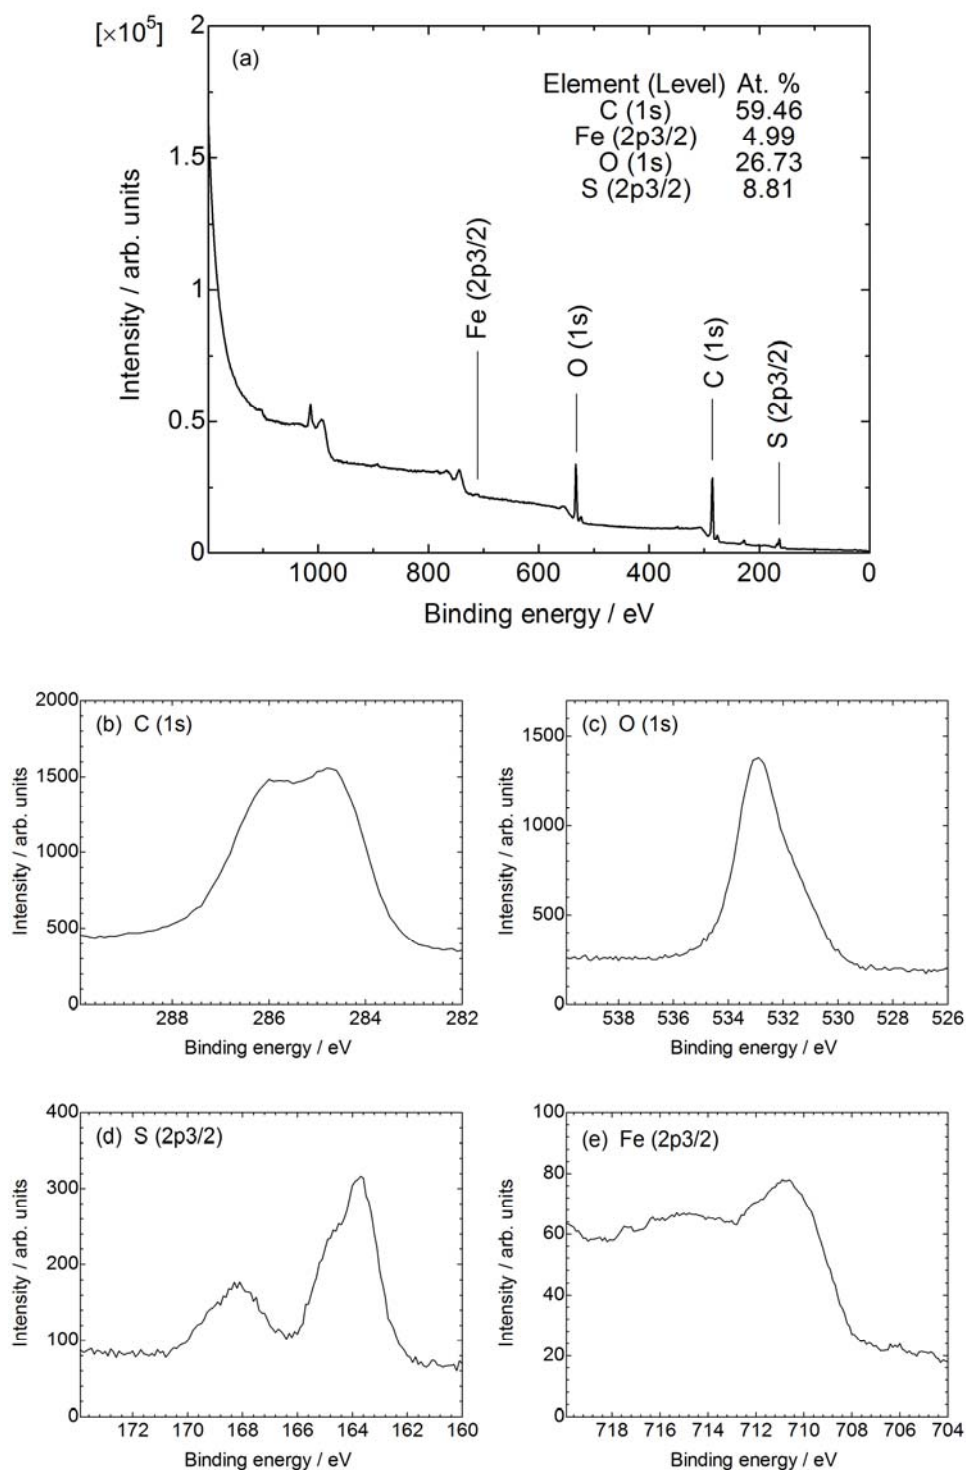 [×10⁵]
2
(a)
Element (Level) At. %
C (1s) 59.46
Fe (2p3/2) 4.99
O (1s) 26.73
S (2p3/2) 8.81
1.5
1
0.5
0
Intensity / arb. units
Fe (2p3/2)
O (1s)
C (1s)
S (2p3/2)
1000 800 600 400 200 0
Binding energy / eV
(b) C (1s)
2000
1500
1000
500
0
Intensity / arb. units
288 286 284 282
Binding energy / eV
(c) O (1s)
1500
1000
500
0
Intensity / arb. units
538 536 534 532 530 528 526
Binding energy / eV
(d) S (2p3/2)
400
300
200
100
0
Intensity / arb. units
172 170 168 166 164 162 160
Binding energy / eV
(e) Fe (2p3/2)
100
80
60
40
20
0
Intensity / arb. units
718 716 714 712 710 708 706 704
Binding energy / eV